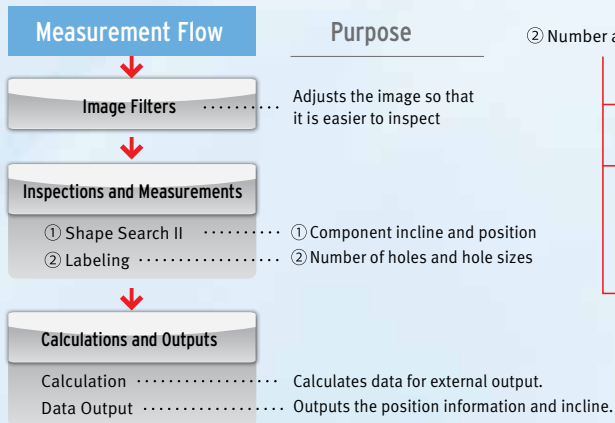 Measurement Flow
Purpose
② Number a
Image Filters ·········· Adjusts the image so that
it is easier to inspect
Inspections and Measurements
① Shape Search II ·········· ① Component incline and position
② Labeling ·················· ② Number of holes and hole sizes
Calculations and Outputs
Calculation ·················· Calculates data for external output.
Data Output ·················· Outputs the position information and incline.